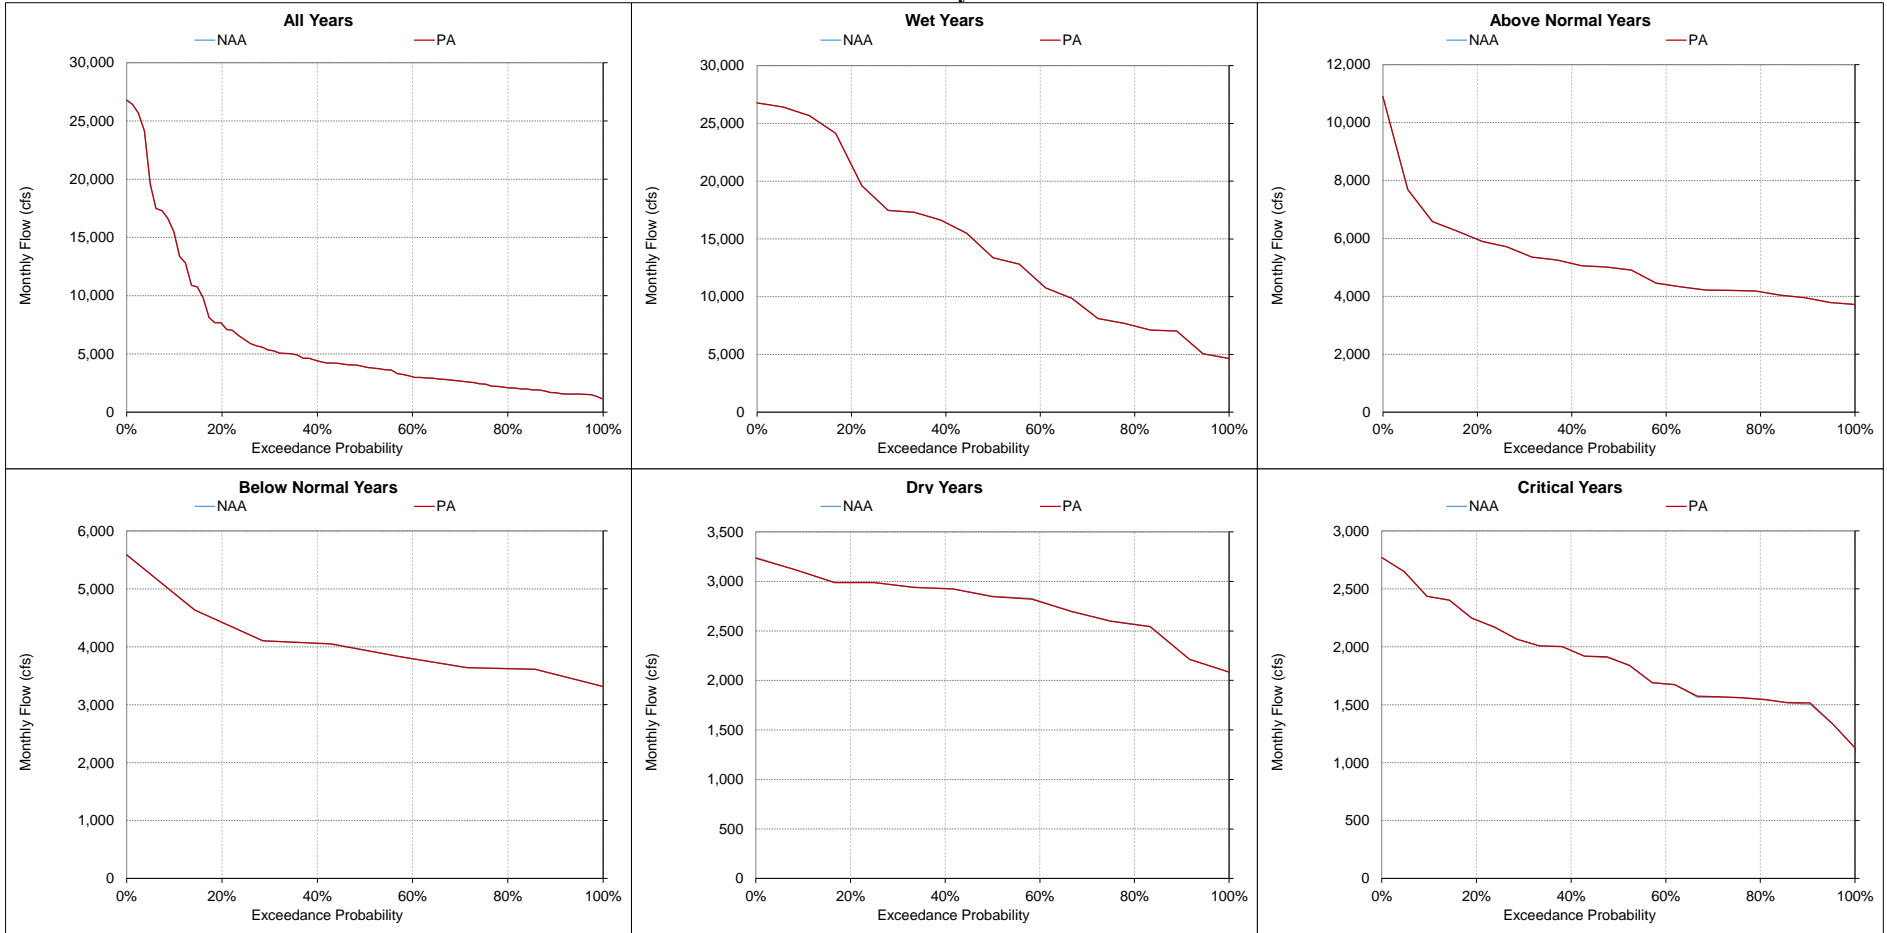 All Years
NAA PA
30,000
25,000
20,000
15,000
10,000
5,000
0
Monthly Flow (cfs)
0% 20% 40% 60% 80% 100%
Exceedance Probability
Wet Years
NAA PA
30,000
25,000
20,000
15,000
10,000
5,000
0
Monthly Flow (cfs)
0% 20% 40% 60% 80% 100%
Exceedance Probability
Above Normal Years
NAA PA
12,000
10,000
8,000
6,000
4,000
2,000
0
Monthly Flow (cfs)
0% 20% 40% 60% 80% 100%
Exceedance Probability
Below Normal Years
NAA PA
6,000
5,000
4,000
3,000
2,000
1,000
0
Monthly Flow (cfs)
0% 20% 40% 60% 80% 100%
Exceedance Probability
Dry Years
NAA PA
3,500
3,000
2,500
2,000
1,500
1,000
500
0
Monthly Flow (cfs)
0% 20% 40% 60% 80% 100%
Exceedance Probability
Critical Years
NAA PA
3,000
2,500
2,000
1,500
1,000
500
0
Monthly Flow (cfs)
0% 20% 40% 60% 80% 100%
Exceedance Probability